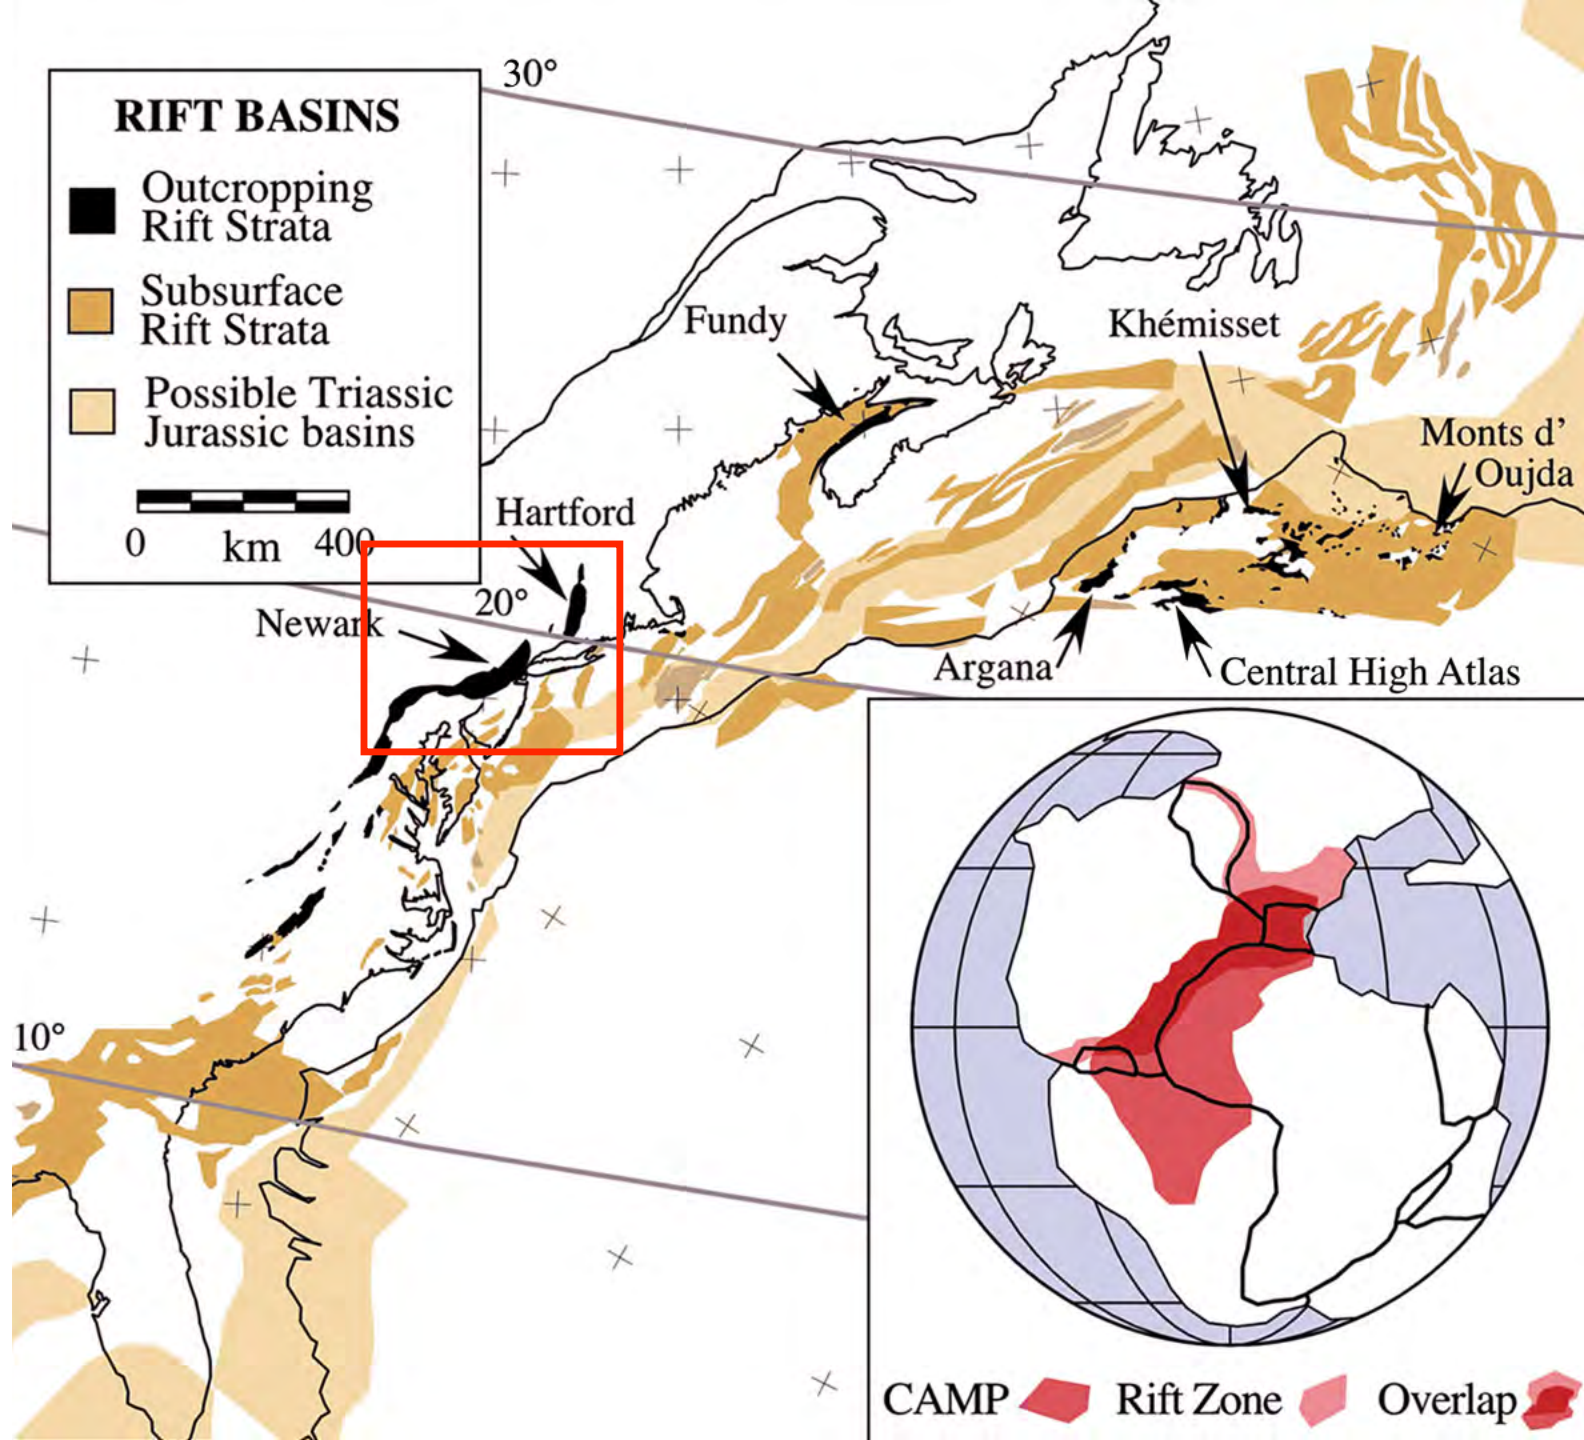 30°
RIFT BASINS
Outcropping
Rift Strata
Subsurface
Rift Strata
Possible Triassic
Jurassic basins
0 km 400
Fundy
Khémisset
Monts d’
Oujda
Hartford
20°
Newark
Argana
Central High Atlas
10°
CAMP
Rift Zone
Overlap